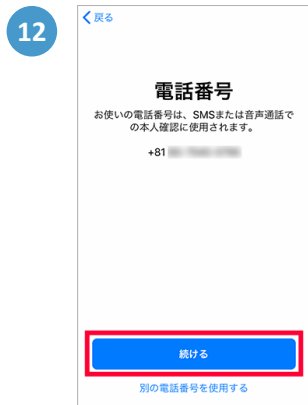 12
戻る
電話番号
お使いの電話番号は、SMSまたは音声通話で
の本人確認に使用されます。
+81
続ける
別の電話番号を使用する